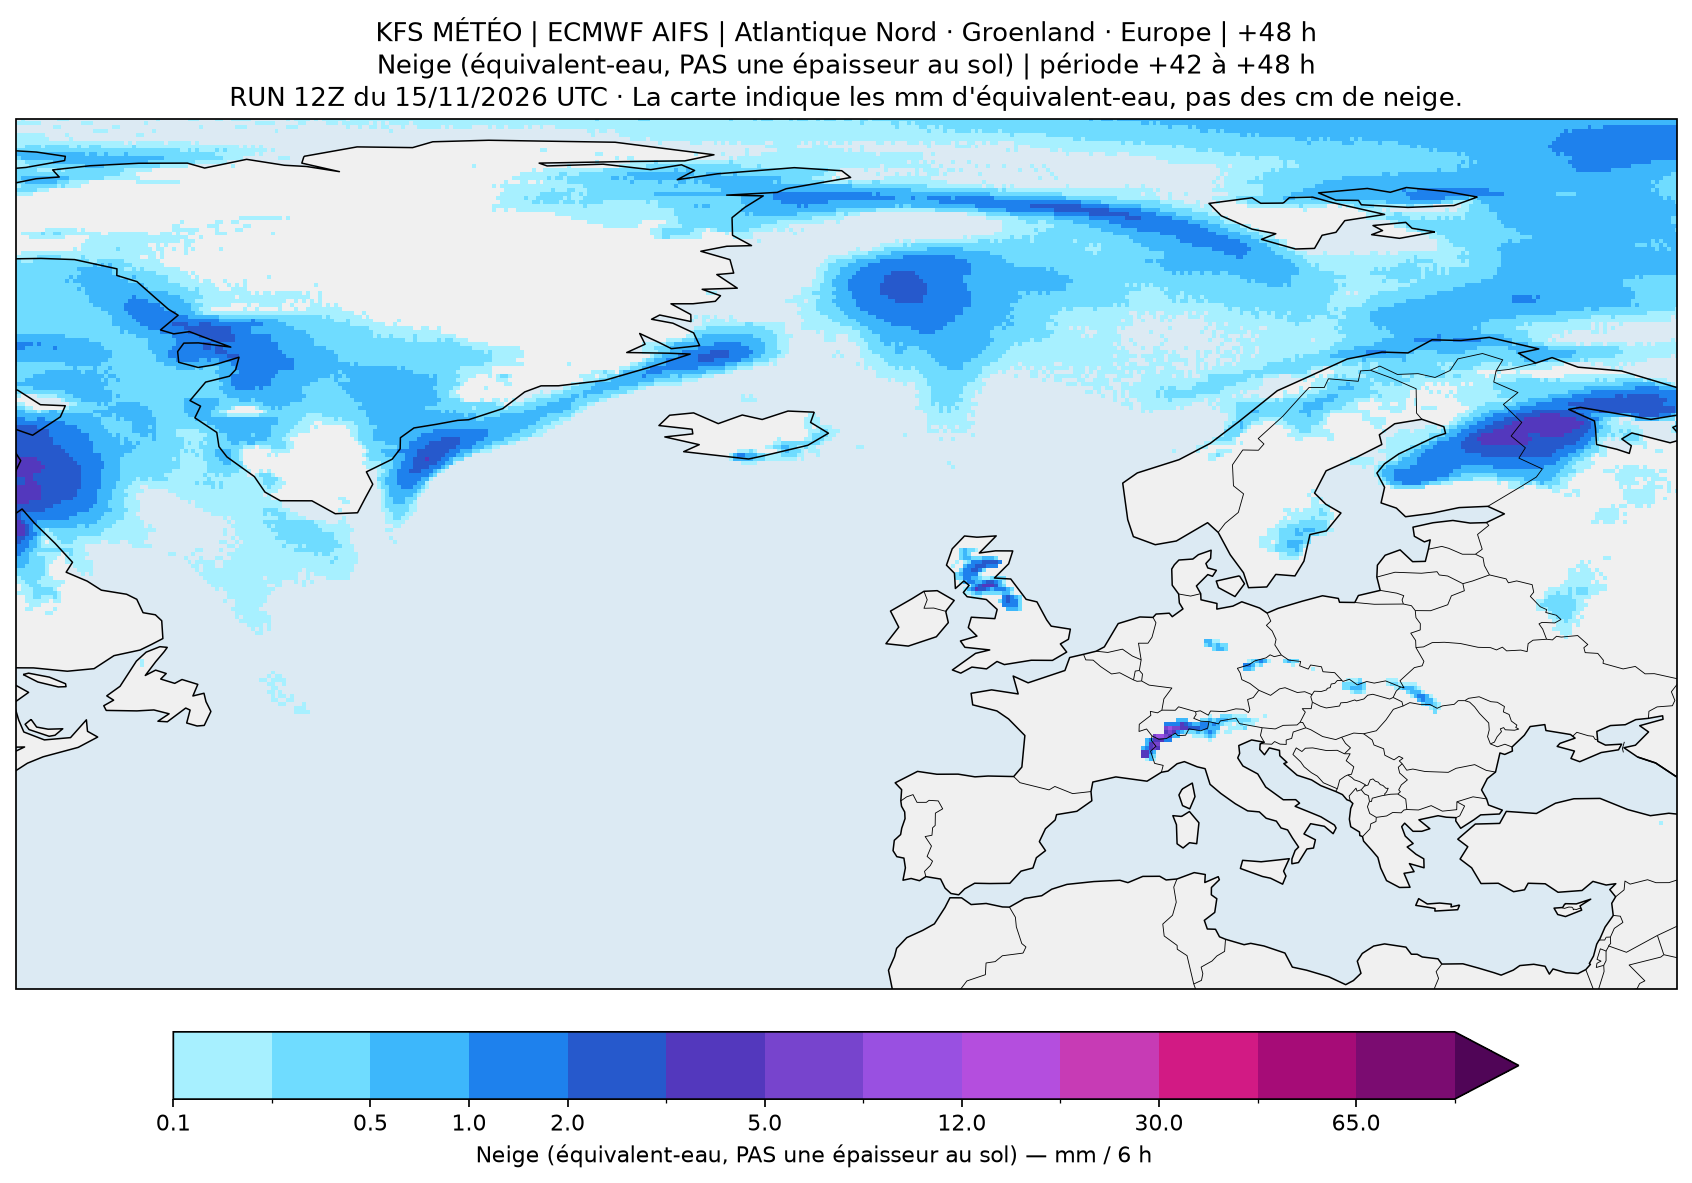 KFS MÉTÉO | ECMWF AIFS | Atlantique Nord · Groenland · Europe | +48 h
Neige (équivalent-eau, PAS une épaisseur au sol) | période +42 à +48 h
RUN 12Z du 15/11/2026 UTC · La carte indique les mm d'équivalent-eau, pas des cm de neige.
0.1 0.5 1.0 2.0 5.0 12.0 30.0 65.0
Neige (équivalent-eau, PAS une épaisseur au sol) — mm / 6 h